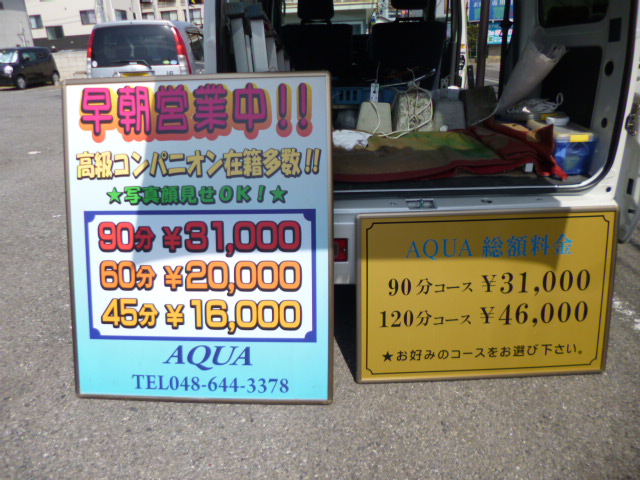 早朝営業中!!
高級コンパニオン在籍多数!!
★写真顔見せOK!★
90分 ¥31,000
60分 ¥20,000
45分 ¥16,000
AQUA
TEL048-644-3378
AQUA 総額料金
90分コース ¥31,000
120分コース ¥46,000
★お好みのコースをお選び下さい。